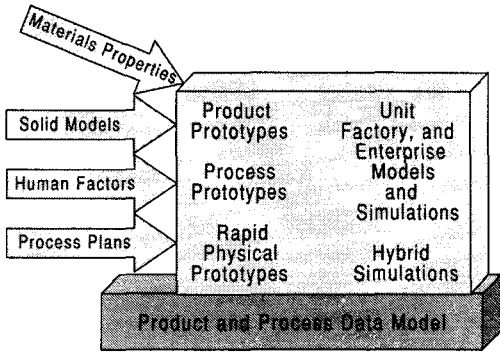 Materials Properties
Solid Models
Human Factors
Process Plans
Product
Prototypes
Process
Prototypes
Rapid
Physical
Prototypes
Unit
Factory, and
Enterprise
Models
and
Simulations
Hybrid
Simulations
Product and Process Data Model